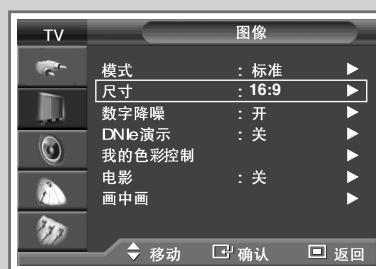 TV 图像
模式 : 标准
尺寸 : 16:9
数字降噪 : 开
DNIe演示 : 关
我的色彩控制
电影 : 关
画中画
移动 确认 返回